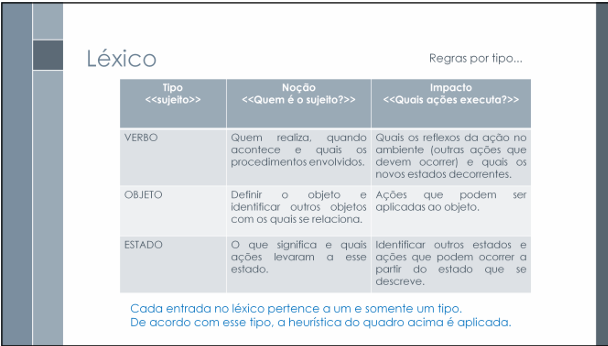 Léxico
Regras por tipo...
Tipo
<<sujeito>>
Noção
<<Quem é o sujeito?>>
Impacto
<<Quais ações executa?>>
VERBO
Quem realiza, quando
acontece e quais os
procedimentos envolvidos.
Quais os reflexos da ação no
ambiente (outras ações que
devem ocorrer) e quais os
novos estados decorrentes.
OBJETO
Definir o objeto e
identificar outros objetos
com os quais se relaciona.
Ações que podem ser
aplicadas ao objeto.
ESTADO
O que significa e quais
ações levaram a esse
estado.
Identificar outros estados e
ações que podem ocorrer a
partir do estado que se
descreve.
Cada entrada no léxico pertence a um e somente um tipo.
De acordo com esse tipo, a heurística do quadro acima é aplicada.